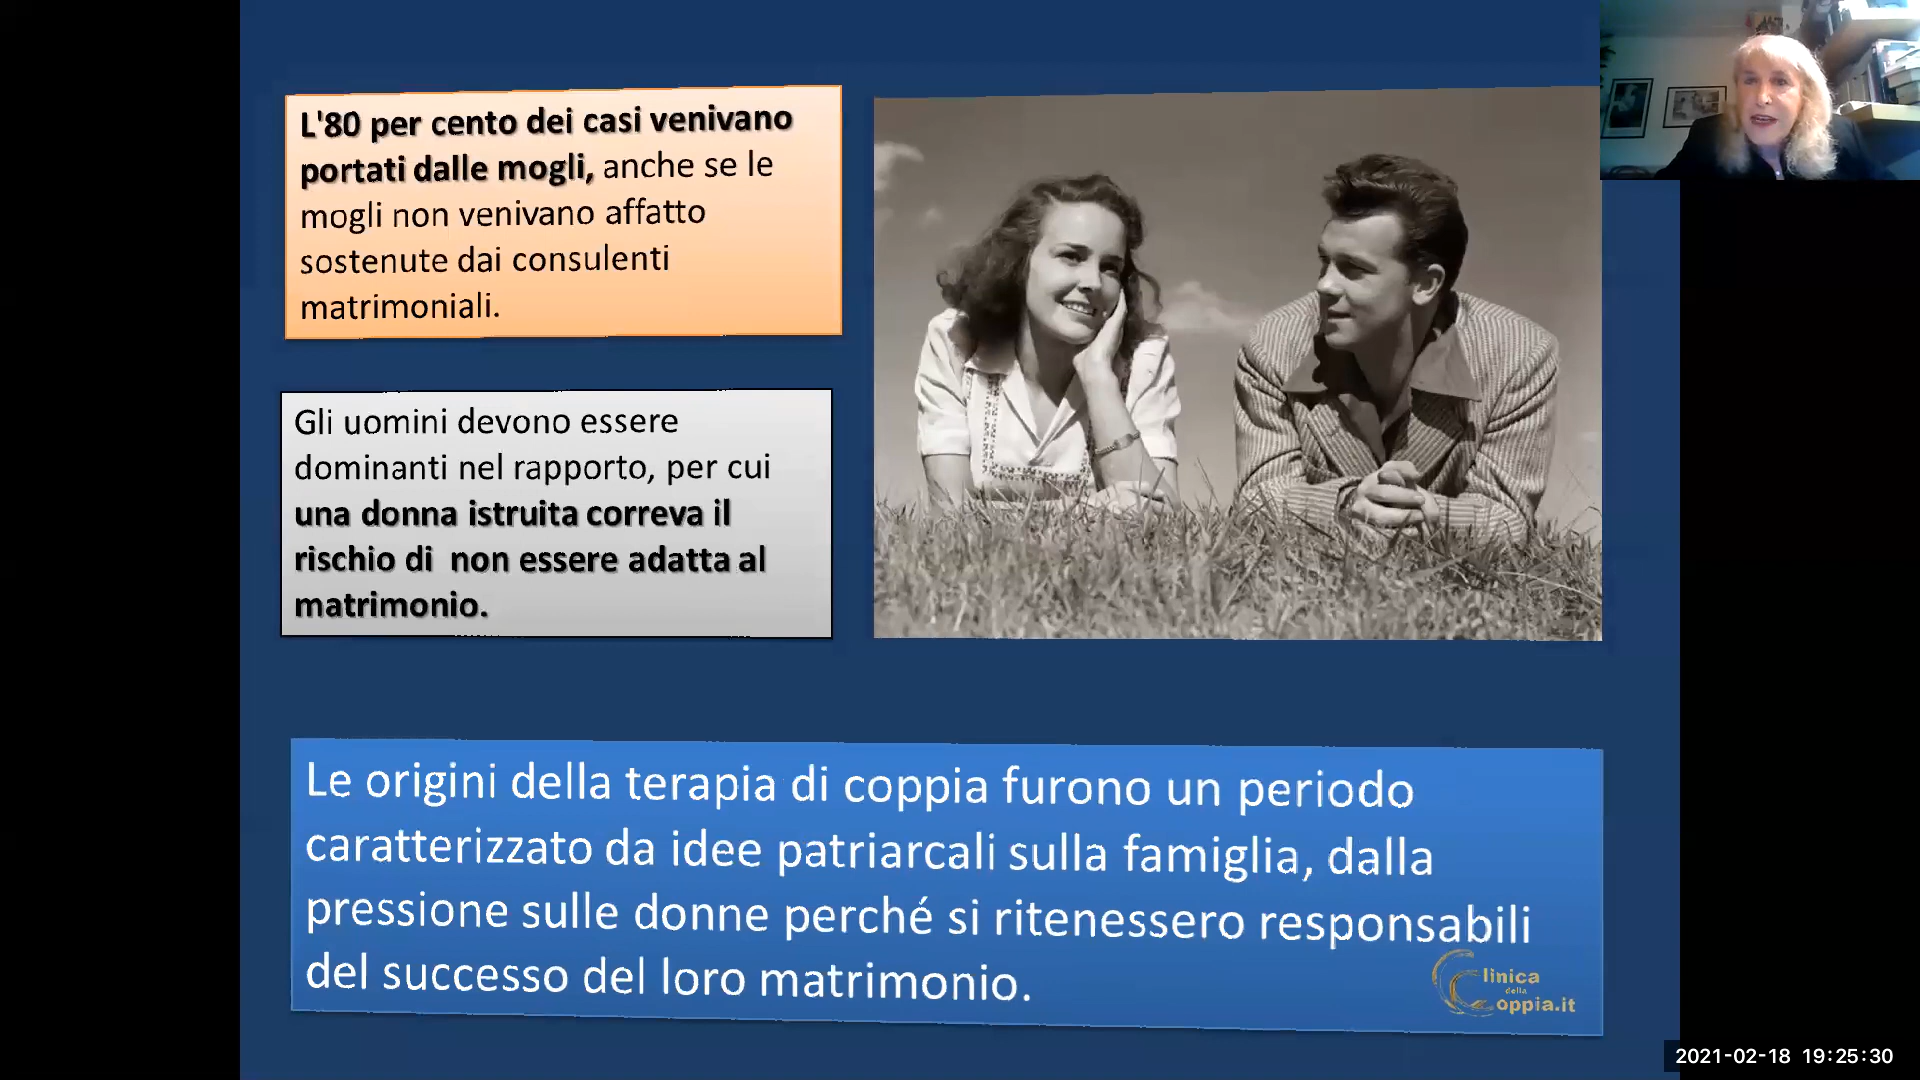 L'80 per cento dei casi venivano
portati dalle mogli, anche se le
mogli non venivano affatto
sostenute dai consulenti
matrimoniali.
Gli uomini devono essere
dominanti nel rapporto, per cui
una donna istruita correva il
rischio di non essere adatta al
matrimonio.
Le origini della terapia di coppia furono un periodo
caratterizzato da idee patriarcali sulla famiglia, dalla
pressione sulle donne perché si ritenessero responsabili
del successo del loro matrimonio.
Clinica
della
Coppia.it
2021-02-18 19:25:30